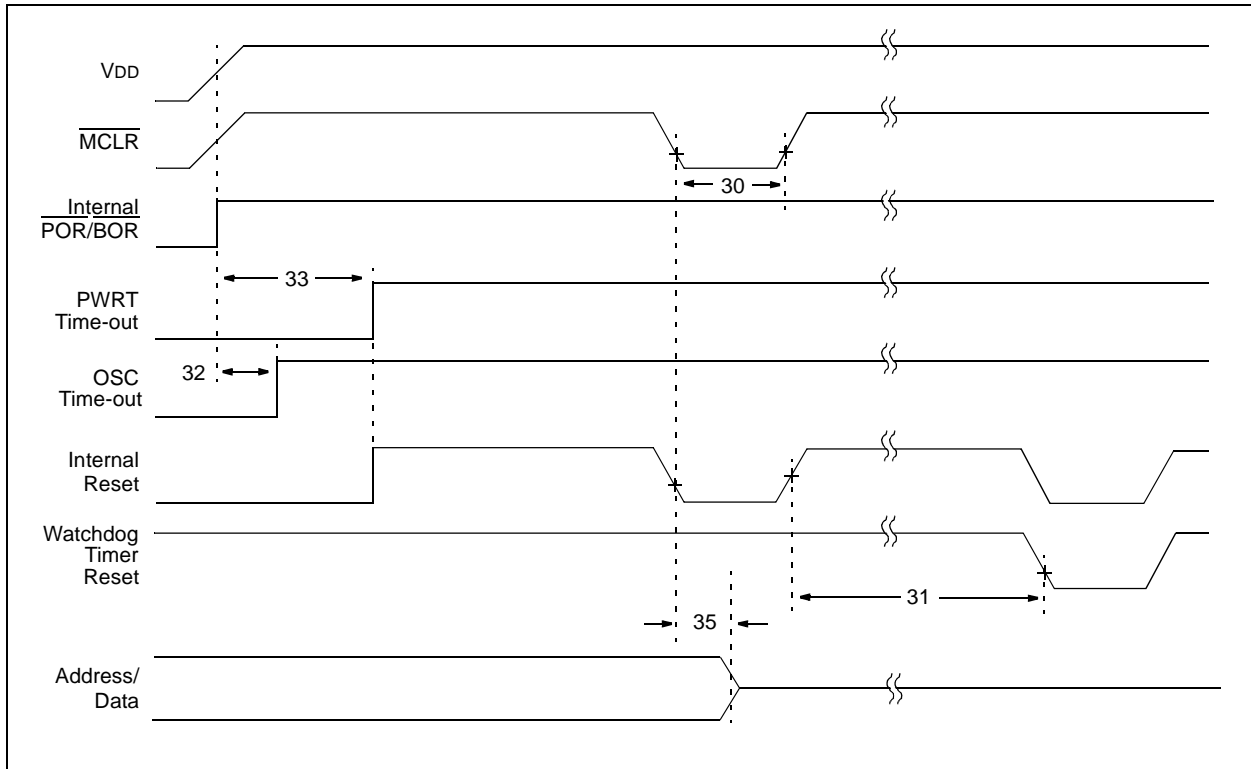 VDD
MCLR
30
Internal
POR/BOR
33
PWRT
Time-out
32
OSC
Time-out
Internal
Reset
Watchdog
Timer
Reset
31
35
Address/
Data